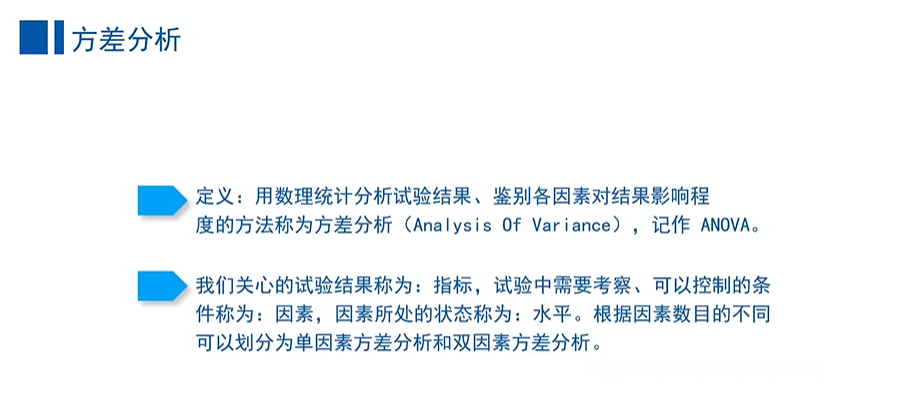 方差分析
定义：用数理统计分析试验结果、鉴别各因素对结果影响程
度的方法称为方差分析（Analysis Of Variance），记作 ANOVA。
我们关心的试验结果称为：指标，试验中需要考察、可以控制的条
件称为：因素，因素所处的状态称为：水平。根据因素数目的不同
可以划分为单因素方差分析和双因素方差分析。